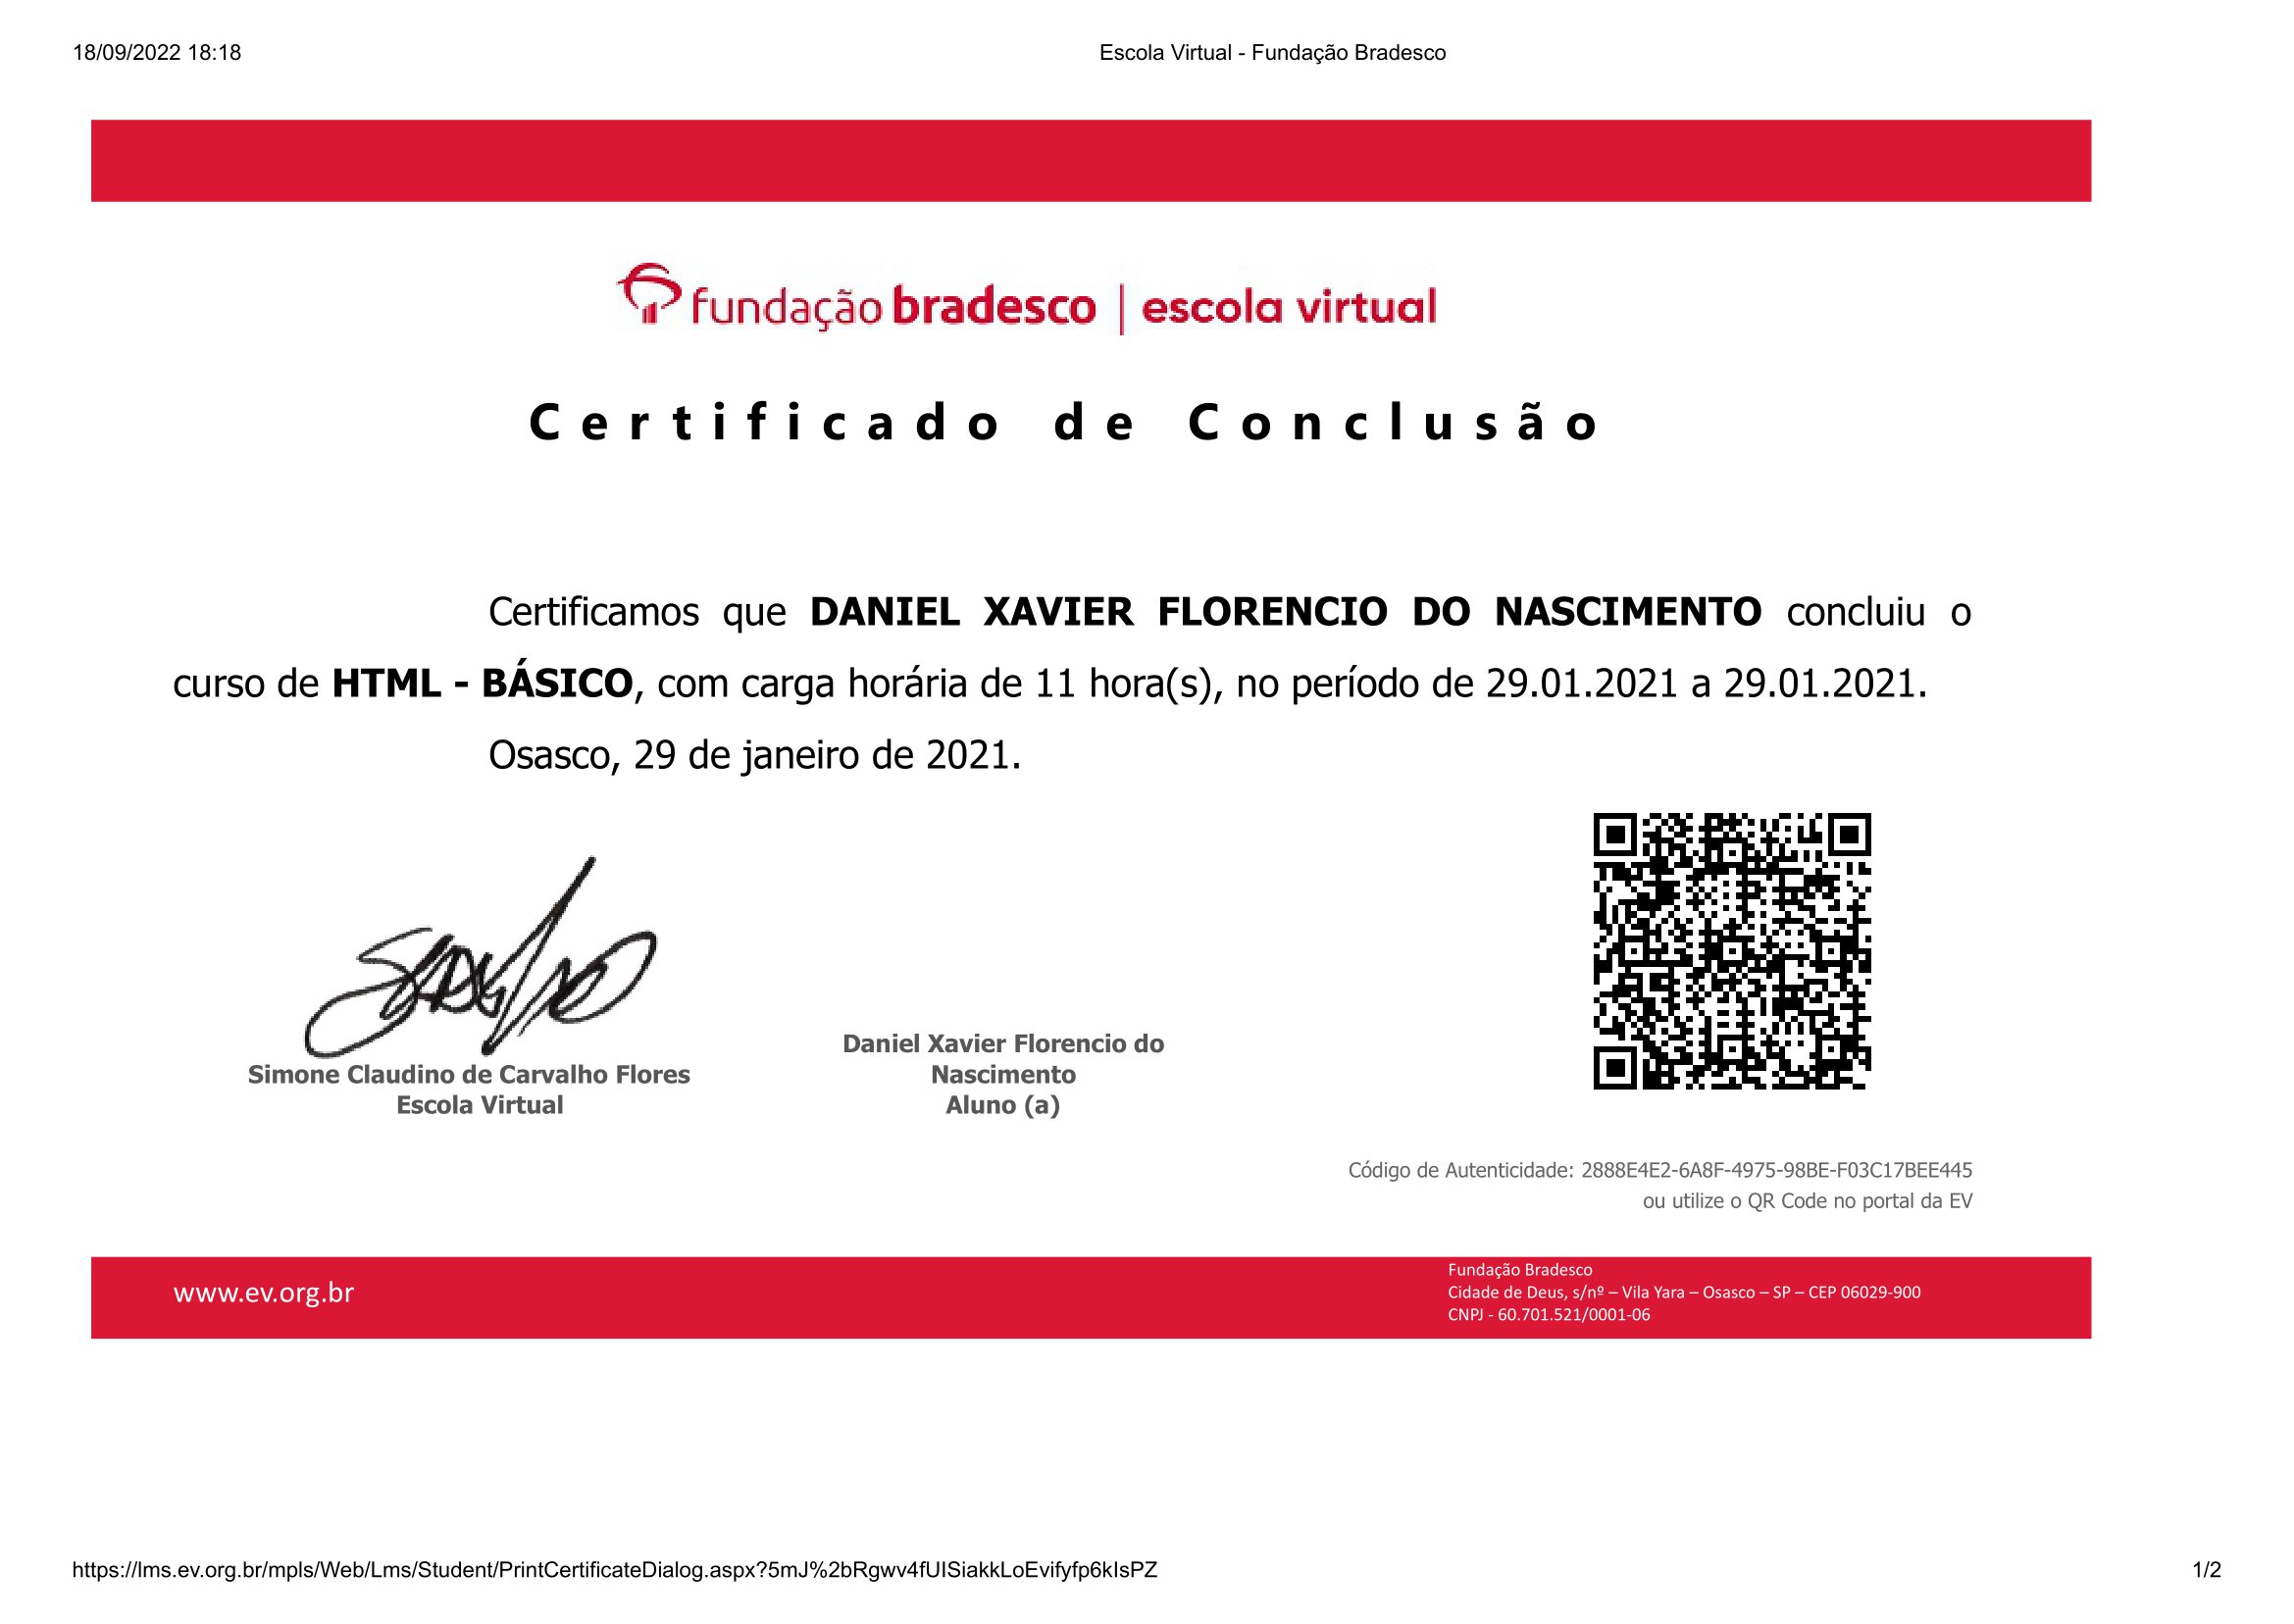 18/09/2022 18:18
Escola Virtual - Fundação Bradesco
fundação bradesco | escola virtual
Certificado de Conclusão
Certificamos que DANIEL XAVIER FLORENCIO DO NASCIMENTO concluiu o
curso de HTML - BÁSICO, com carga horária de 11 hora(s), no período de 29.01.2021 a 29.01.2021.
Osasco, 29 de janeiro de 2021.
Simone Claudino de Carvalho Flores
Escola Virtual
Daniel Xavier Florencio do
Nascimento
Aluno (a)
Código de Autenticidade: 2888E4E2-6A8F-4975-98BE-F03C17BEE445
ou utilize o QR Code no portal da EV
www.ev.org.br
Fundação Bradesco
Cidade de Deus, s/nº – Vila Yara – Osasco – SP – CEP 06029-900
CNPJ - 60.701.521/0001-06
https://lms.ev.org.br/mpls/Web/Lms/Student/PrintCertificateDialog.aspx?5mJ%2bRgwv4fUISiakkLoEvifyfp6kIsPZ
1/2